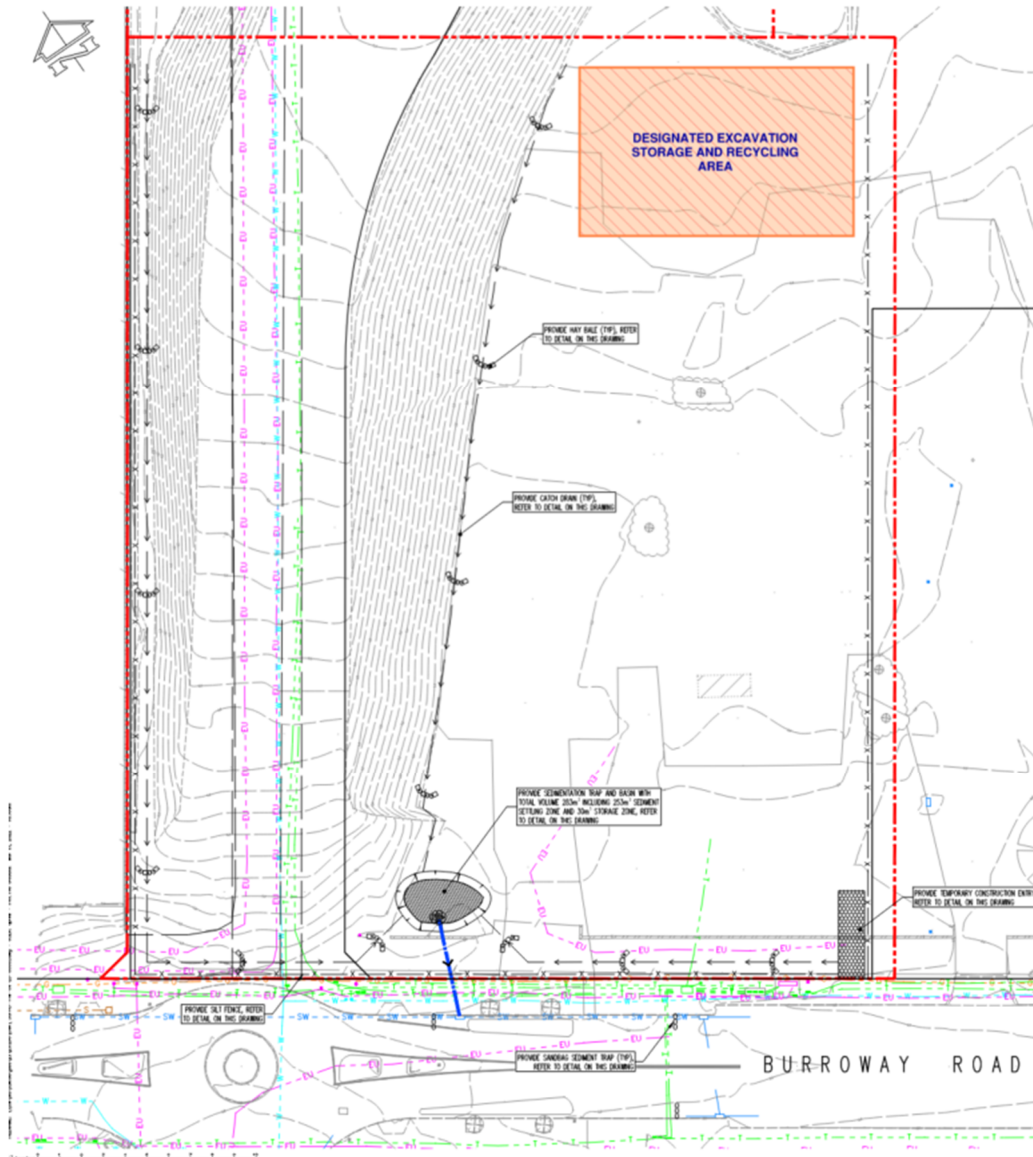 DESIGNATED EXCAVATION
STORAGE AND RECYCLING
AREA
PROVIDE HAY BALE (TYP), REFER
TO DETAIL ON THIS DRAWING
PROVIDE CATCH DRAIN (TYP),
REFER TO DETAIL ON THIS DRAWING
PROVIDE SEDIMENTATION TRAP AND BASIN WITH
TOTAL VOLUME 283m³ INCLUDING 253m³ SEDIMENT
SETTLING ZONE AND 30m³ STORAGE ZONE, REFER
TO DETAIL ON THIS DRAWING
PROVIDE TEMPORARY CONSTRUCTION ENTR
REFER TO DETAIL ON THIS DRAWING
PROVIDE SILT FENCE, REFER
TO DETAIL ON THIS DRAWING
PROVIDE SANDBAG SEDIMENT TRAP (TYP)
REFER TO DETAIL ON THIS DRAWING
BURROWAY ROAD